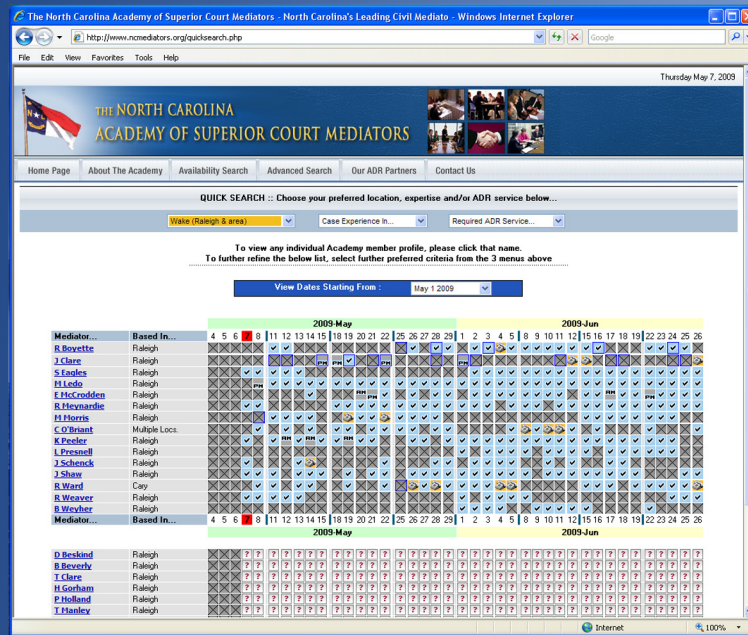 The North Carolina Academy of Superior Court Mediators - North Carolina's Leading Civil Mediato - Windows Internet Explorer
http://www.ncmediators.org/quicksearch.php
Google
File Edit View Favorites Tools Help
Thursday May 7, 2009
THE NORTH CAROLINA
ACADEMY OF SUPERIOR COURT MEDIATORS
Home Page About The Academy Availability Search Advanced Search Our ADR Partners Contact Us
QUICK SEARCH :: Choose your preferred location, expertise and/or ADR service below...
Wake (Raleigh & area) Case Experience In... Required ADR Service...
To view any individual Academy member profile, please click that name.
To further refine the below list, select further preferred criteria from the 3 menus above
View Dates Starting From : May 1 2009
2009-May 2009-Jun
Mediator... Based In... 4 5 6 7 8 11 12 13 14 15 18 19 20 21 22 25 26 27 28 29 1 2 3 4 5 8 9 10 11 12 15 16 17 18 19 22 23 24 25 26
R Boyette Raleigh
J Clare Raleigh PM PM PM PM
S Eagles Raleigh
M Ledo Raleigh PM
E McCrodden Raleigh AM PM AM PM
R Meynardie Raleigh
M Morris Raleigh
C O'Briant Multiple Locs.
K Peeler Raleigh AM AM AM
L Presnell Raleigh
J Schenck Raleigh
J Shaw Raleigh
R Ward Cary
R Weaver Raleigh
B Weyher Raleigh
Mediator... Based In... 4 5 6 7 8 11 12 13 14 15 18 19 20 21 22 25 26 27 28 29 1 2 3 4 5 8 9 10 11 12 15 16 17 18 19 22 23 24 25 26
2009-May 2009-Jun
D Beskind Raleigh ? ? ? ? ? ? ? ? ? ? ? ? ? ? ? ? ? ? ? ? ? ? ? ? ? ? ? ? ? ? ? ? ? ? ? ? ?
B Beverly Raleigh ? ? ? ? ? ? ? ? ? ? ? ? ? ? ? ? ? ? ? ? ? ? ? ? ? ? ? ? ? ? ? ? ? ? ? ? ?
T Clare Raleigh ? ? ? ? ? ? ? ? ? ? ? ? ? ? ? ? ? ? ? ? ? ? ? ? ? ? ? ? ? ? ? ? ? ? ? ? ?
H Gorham Raleigh ? ? ? ? ? ? ? ? ? ? ? ? ? ? ? ? ? ? ? ? ? ? ? ? ? ? ? ? ? ? ? ? ? ? ? ? ?
P Holland Raleigh ? ? ? ? ? ? ? ? ? ? ? ? ? ? ? ? ? ? ? ? ? ? ? ? ? ? ? ? ? ? ? ? ? ? ? ? ?
T Manley Raleigh ? ? ? ? ? ? ? ? ? ? ? ? ? ? ? ? ? ? ? ? ? ? ? ? ? ? ? ? ? ? ? ? ? ? ? ? ?
Internet 100%